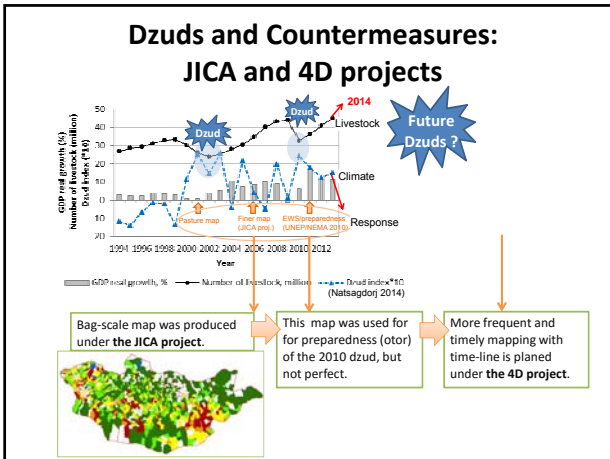 Dzuds and Countermeasures:
JICA and 4D projects
2014
Livestock
Dzud
Dzud
Future
Dzuds ?
GDP real growth (%)
Number of livestock (million)
Dzud index (*10)
50
40
30
20
10
0
10
20
Climate
Response
Pasture map
Finer map
(JICA proj.)
EWS/preparedness
(UNEP/NEMA 2010)
1994 1996 1998 2000 2002 2004 2006 2008 2010 2012
Year
GDP real growth, %
Number of livestock, million
Dzud index*10
(Natsagdorj 2014)
Bag-scale map was produced
under the JICA project.
This map was used for
for preparedness (otor)
of the 2010 dzud, but
not perfect.
More frequent and
timely mapping with
time-line is planed
under the 4D project.